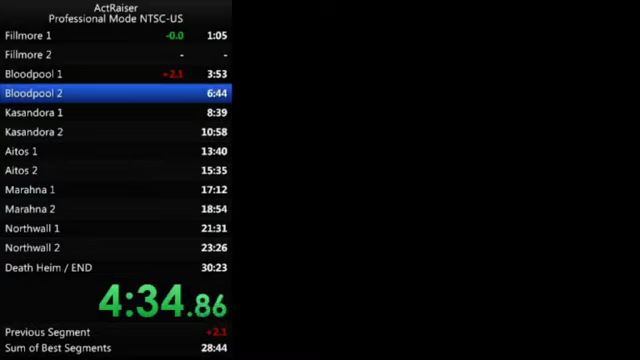 ActRaiser
Professional Mode NTSC-US
Fillmore 1 -0.0 1:05
Fillmore 2 - -
Bloodpool 1 +2.1 3:53
Bloodpool 2 6:44
Kasandora 1 8:39
Kasandora 2 10:58
Aitos 1 13:40
Aitos 2 15:35
Marahna 1 17:12
Marahna 2 18:54
Northwall 1 21:31
Northwall 2 23:26
Death Heim / END 30:23
4:34.86
Previous Segment +2.1
Sum of Best Segments 28:44